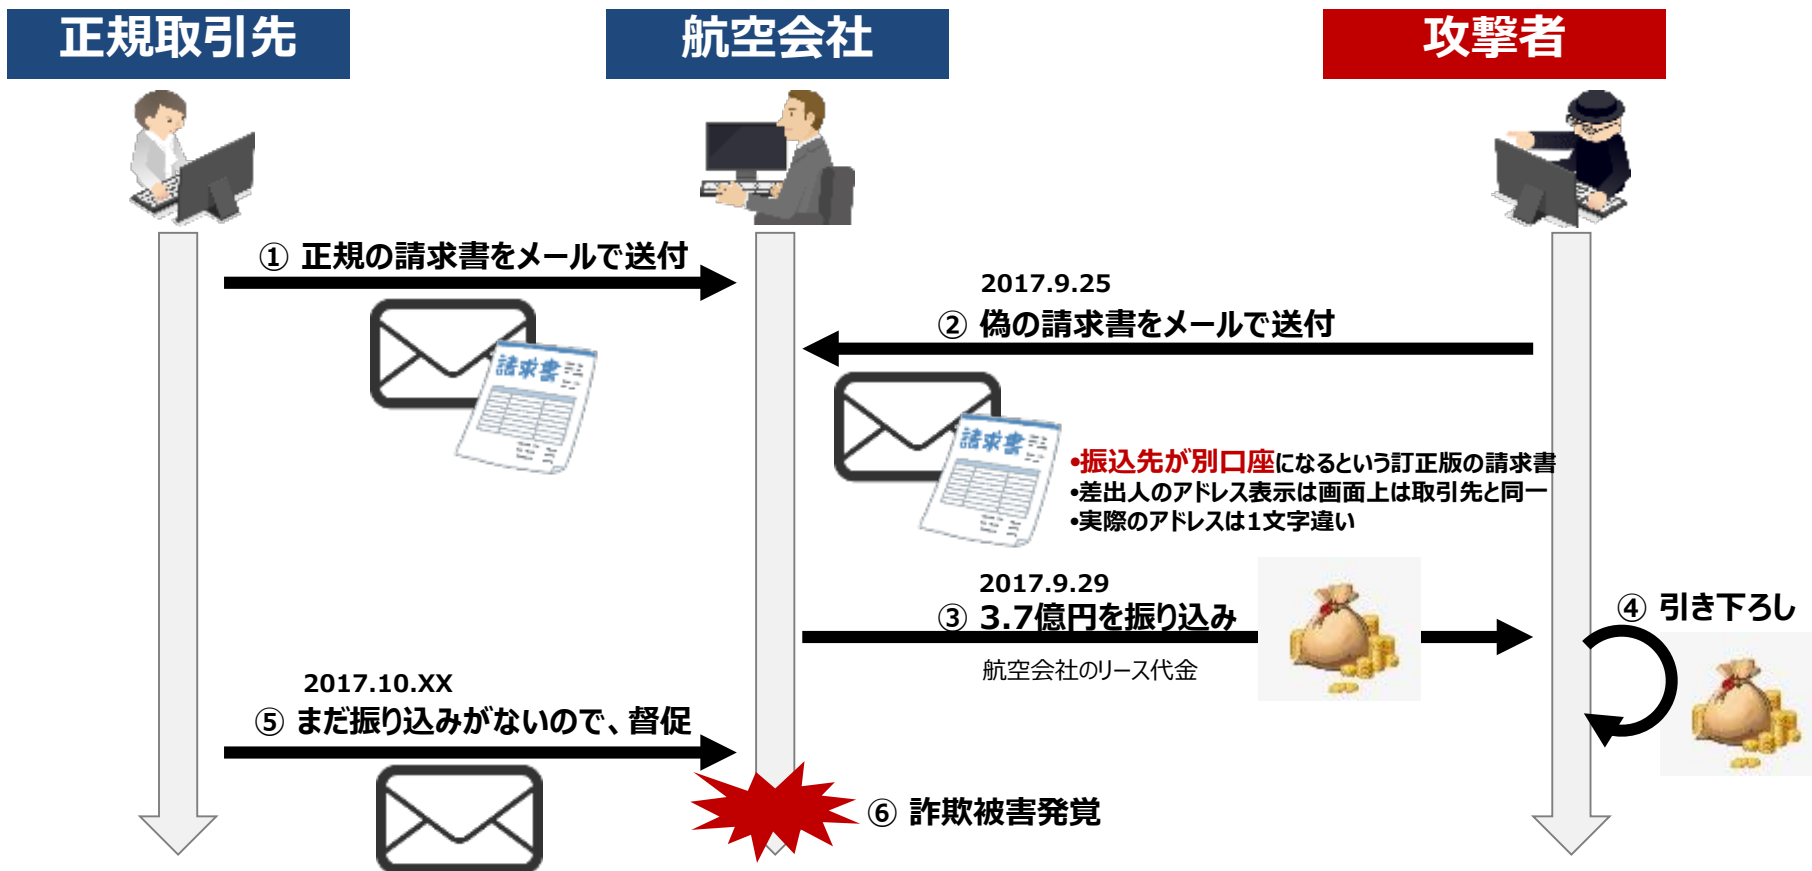 正規取引先
航空会社
攻撃者
① 正規の請求書をメールで送付
請求書
2017.9.25
② 偽の請求書をメールで送付
請求書
•振込先が別口座になるという訂正版の請求書
•差出人のアドレス表示は画面上は取引先と同一
•実際のアドレスは1文字違い
2017.9.29
③ 3.7億円を振り込み
航空会社のリース代金
④ 引き下ろし
2017.10.XX
⑤ まだ振り込みがないので、督促
⑥ 詐欺被害発覚